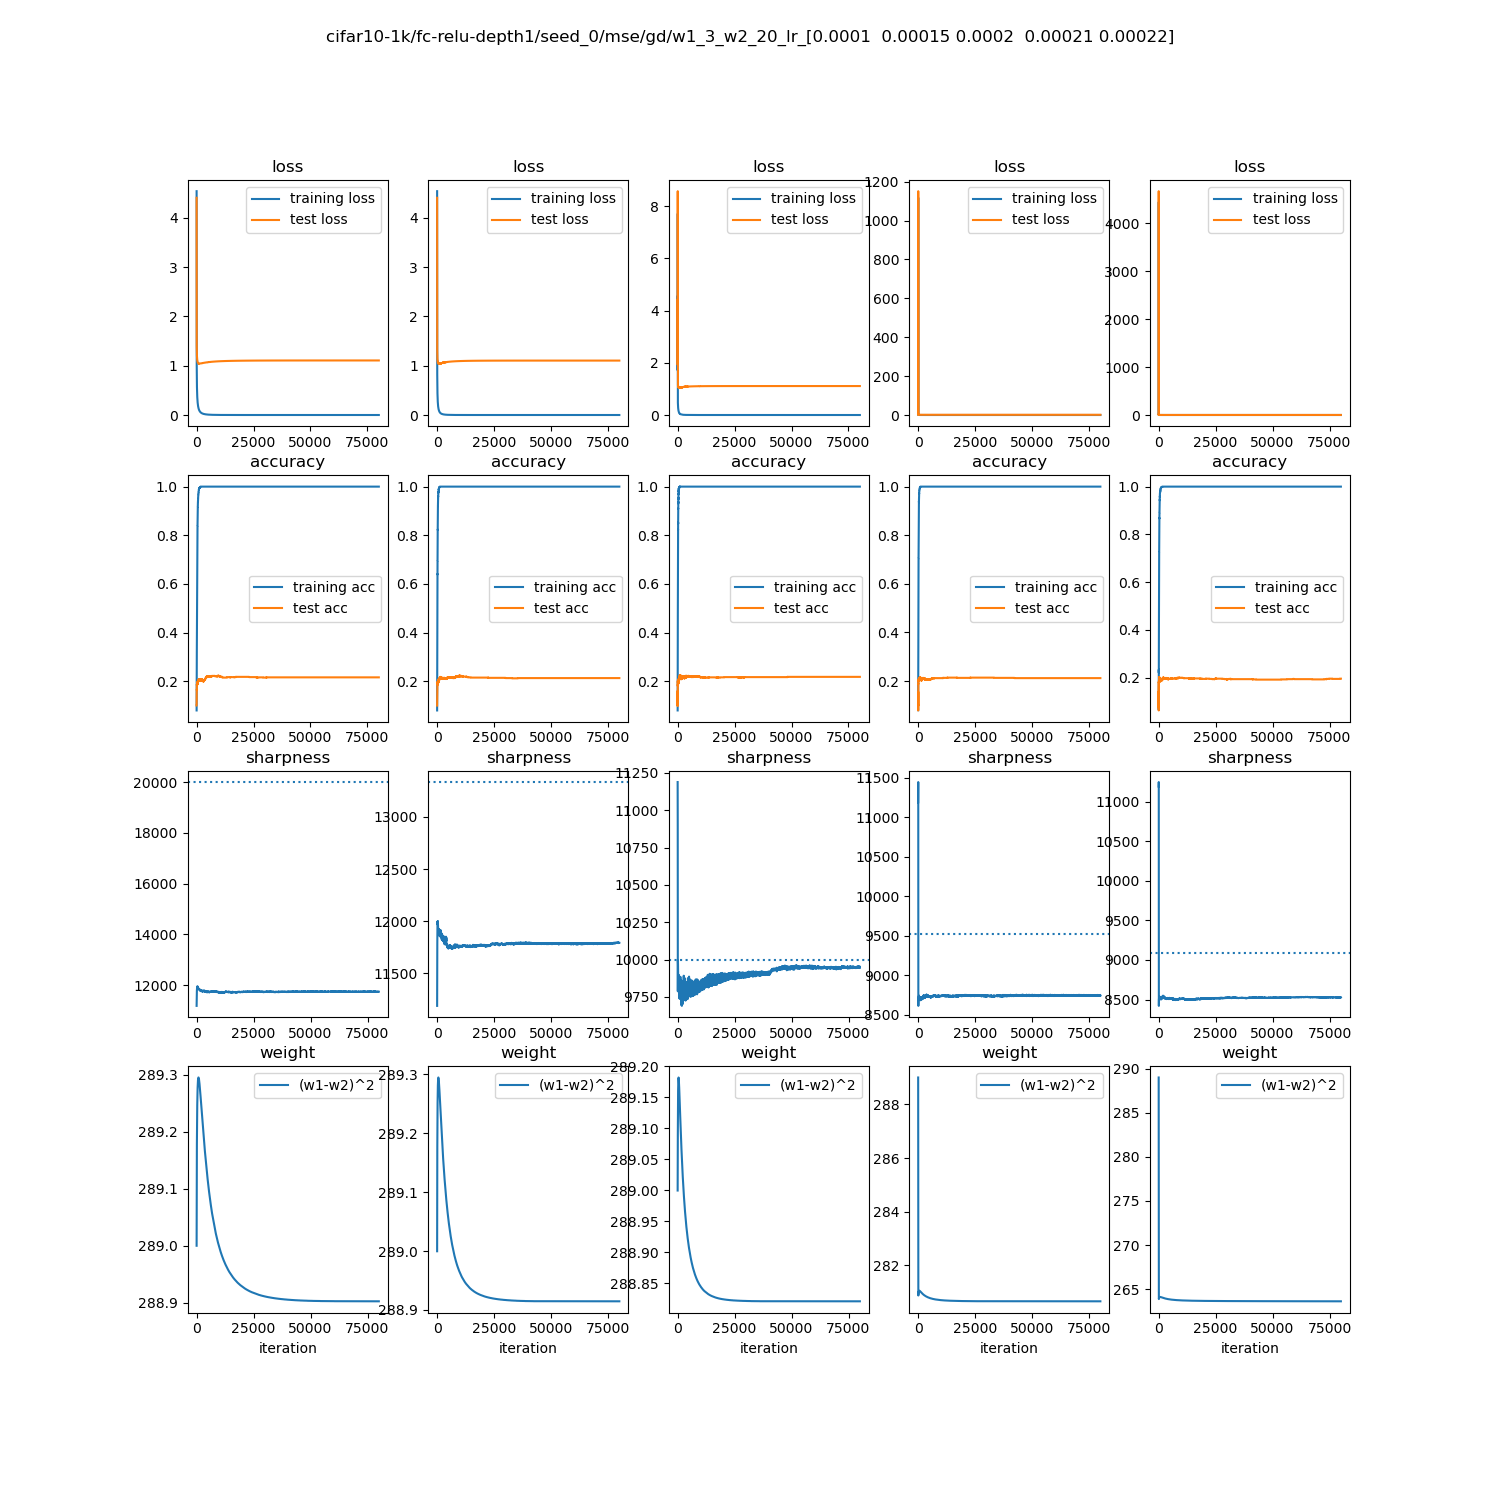 cifar10-1k/fc-relu-depth1/seed_0/mse/gd/w1_3_w2_20_lr_[0.0001  0.00015 0.0002  0.00021 0.00022]
loss loss loss loss loss
training loss training loss training loss training loss training loss
test loss test loss test loss test loss test loss
4 3 2 1 0
4 3 2 1 0
8 6 4 2 0
1200 1000 800 600 400 200 0
4000 3000 2000 1000 0
0 25000 50000 75000 0 25000 50000 75000 0 25000 50000 75000 0 25000 50000 75000 0 25000 50000 75000
accuracy accuracy accuracy accuracy accuracy
1.0 0.8 0.6 0.4 0.2
1.0 0.8 0.6 0.4 0.2
1.0 0.8 0.6 0.4 0.2
1.0 0.8 0.6 0.4 0.2
1.0 0.8 0.6 0.4 0.2
training acc training acc training acc training acc training acc
test acc test acc test acc test acc test acc
0 25000 50000 75000 0 25000 50000 75000 0 25000 50000 75000 0 25000 50000 75000 0 25000 50000 75000
sharpness sharpness sharpness sharpness sharpness
20000 18000 16000 14000 12000
13000 12500 12000 11500
11250 11000 10750 10500 10250 10000 9750
11500 11000 10500 10000 9500 9000 8500
11000 10500 10000 9500 9000 8500
0 25000 50000 75000 0 25000 50000 75000 0 25000 50000 75000 0 25000 50000 75000 0 25000 50000 75000
weight weight weight weight weight
(w1-w2)^2 (w1-w2)^2 (w1-w2)^2 (w1-w2)^2 (w1-w2)^2
289.3 289.2 289.1 289.0 288.9
289.3 289.2 289.1 289.0 288.9
289.20 289.15 289.10 289.05 289.00 288.95 288.90 288.85
288 286 284 282
290 285 280 275 270 265
0 25000 50000 75000 0 25000 50000 75000 0 25000 50000 75000 0 25000 50000 75000 0 25000 50000 75000
iteration iteration iteration iteration iteration